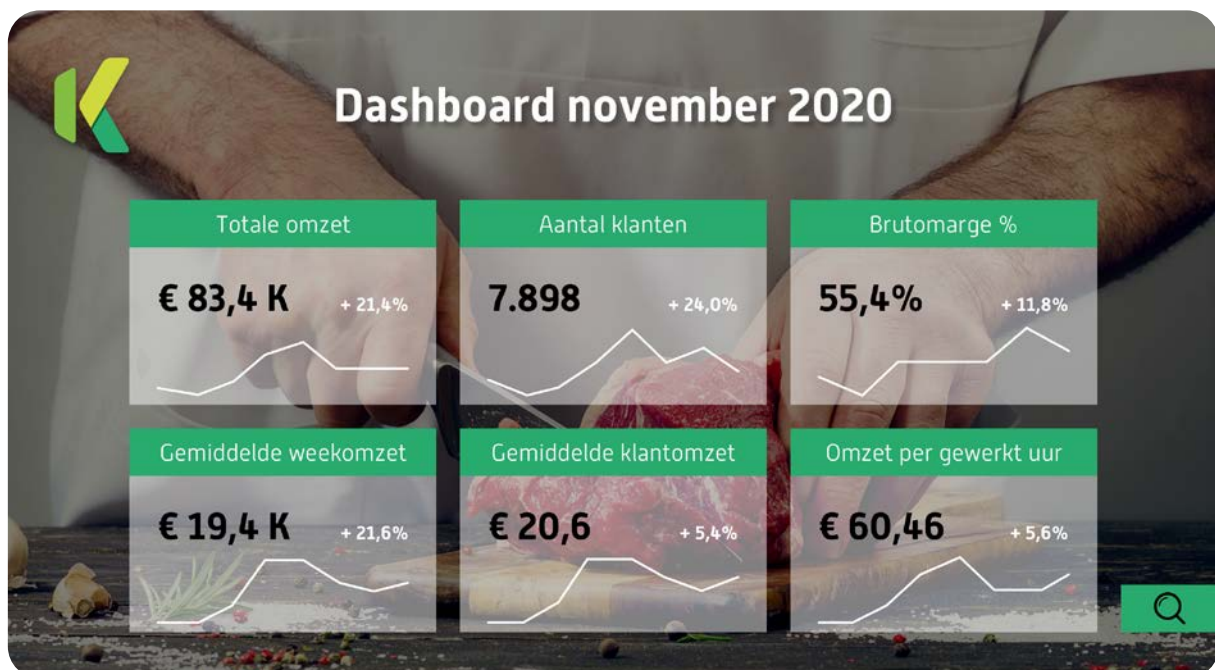 Dashboard november 2020
Totale omzet
€ 83,4 K + 21,4%
Aantal klanten
7.898 + 24,0%
Brutomarge %
55,4% + 11,8%
Gemiddelde weekomzet
€ 19,4 K + 21,6%
Gemiddelde klantomzet
€ 20,6 + 5,4%
Omzet per gewerkt uur
€ 60,46 + 5,6%